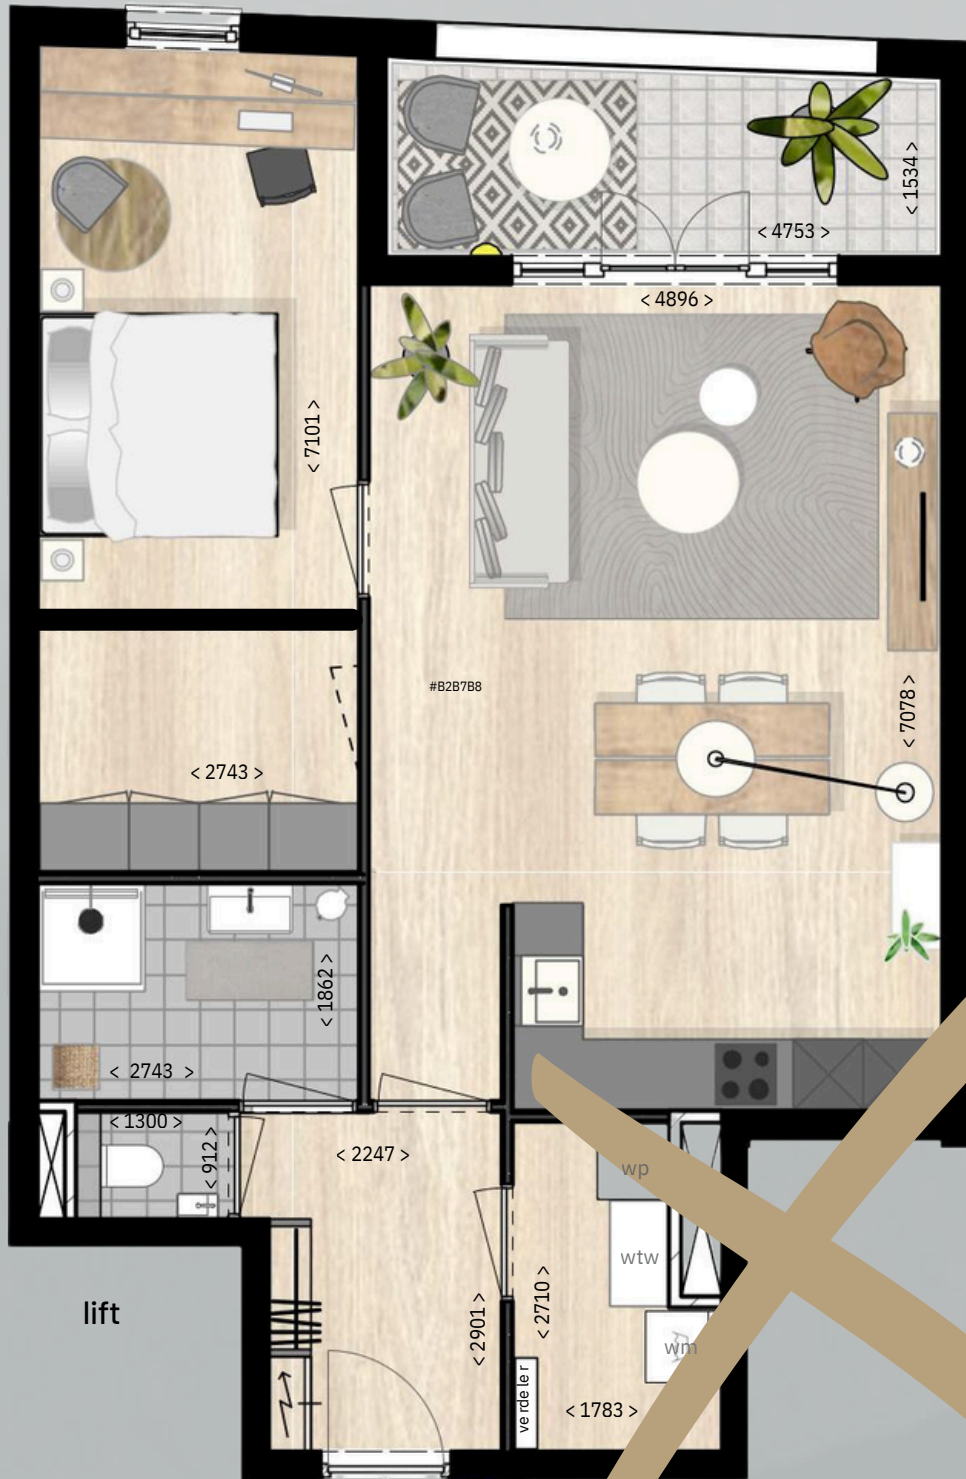 < 1534 >
< 4753 >
< 4896 >
< 7101 >
#B2B7B8
< 7078 >
< 2743 >
< 1862 >
< 2743 >
< 1300 >
< 912 >
< 2247 >
wp
wtw
lift
< 2901 >
< 2710 >
wm
verdeler
< 1783 >